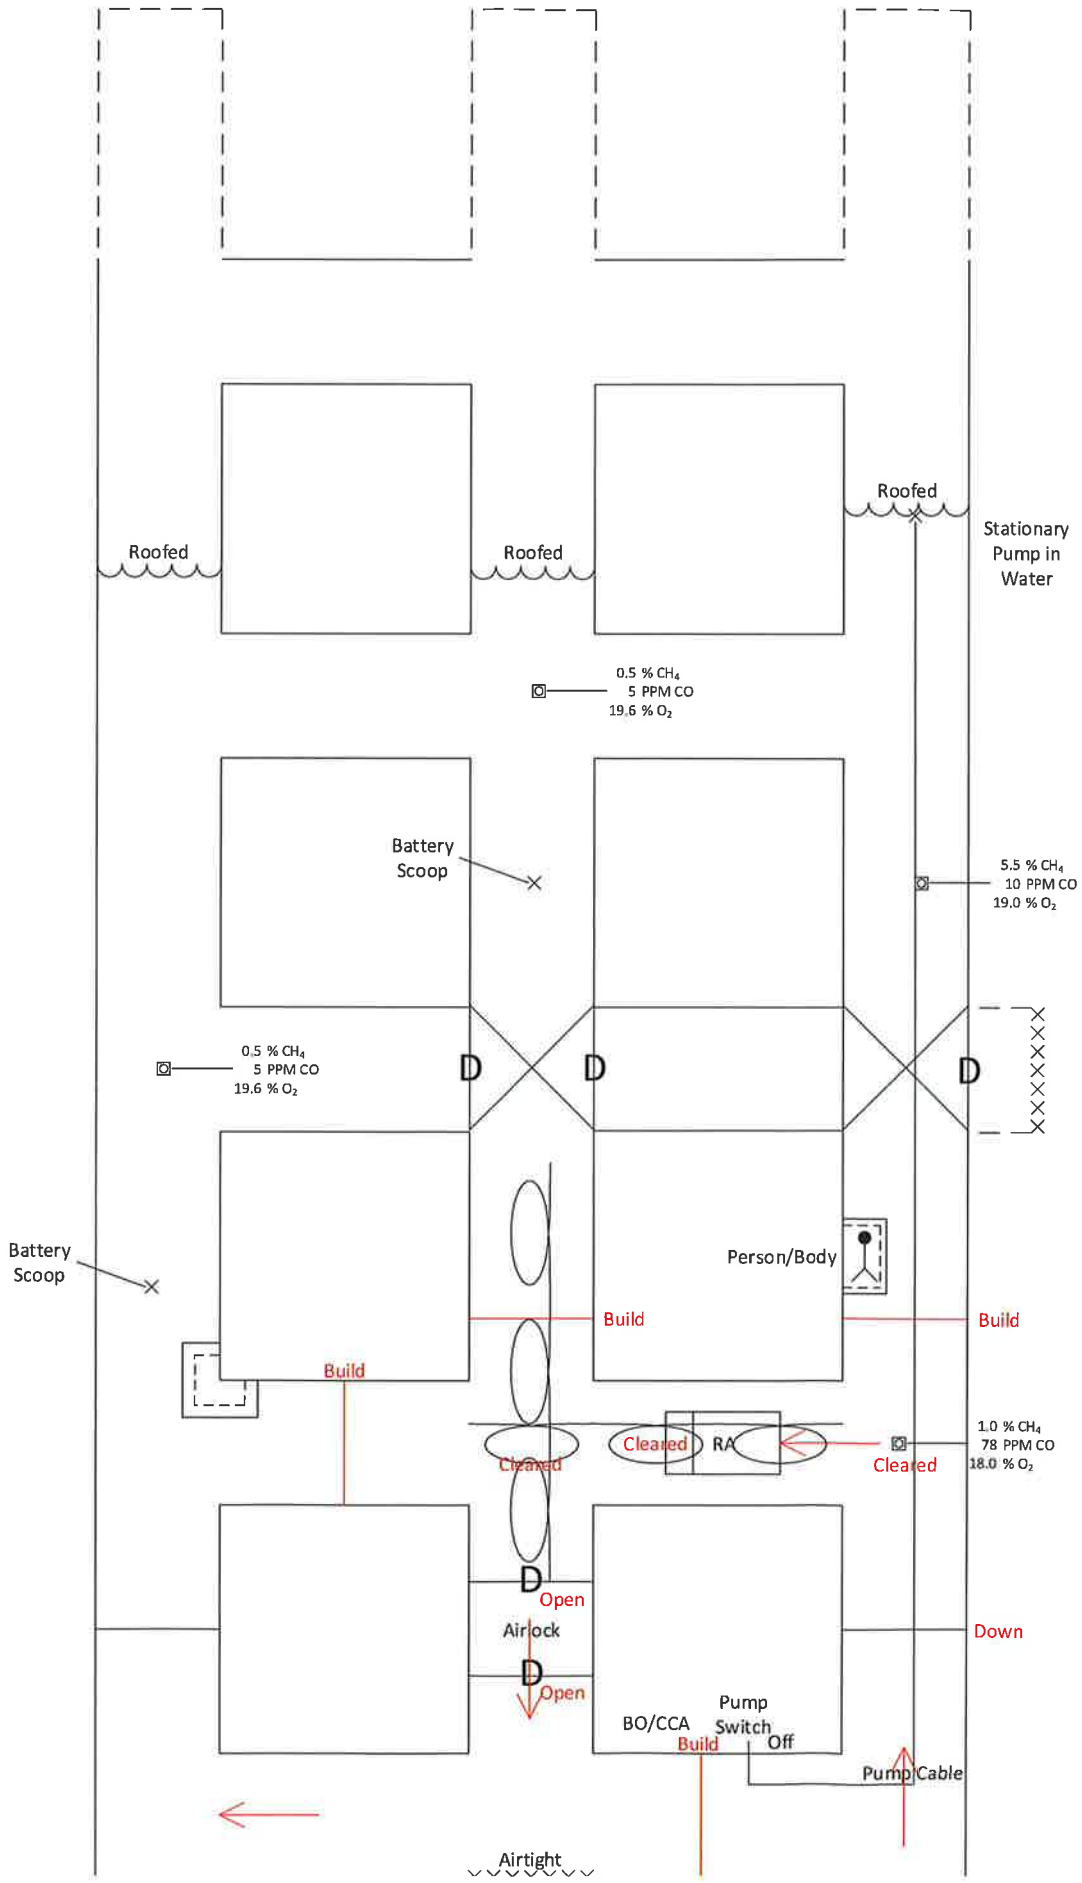 Roofed
Roofed
Roofed
Stationary
Pump in
Water
0.5 % CH₄
5 PPM CO
19.6 % O₂
Battery
Scoop
5.5 % CH₄
10 PPM CO
19.0 % O₂
0.5 % CH₄
5 PPM CO
19.6 % O₂
D
D
D
Battery
Scoop
Person/Body
Build
Build
Build
1.0 % CH₄
78 PPM CO
18.0 % O₂
Cleared
RA
Cleared
Cleared
D
Open
Airlock
Down
D
Open
Pump
Switch
BO/CCA
Build
Off
Pump Cable
Airtight